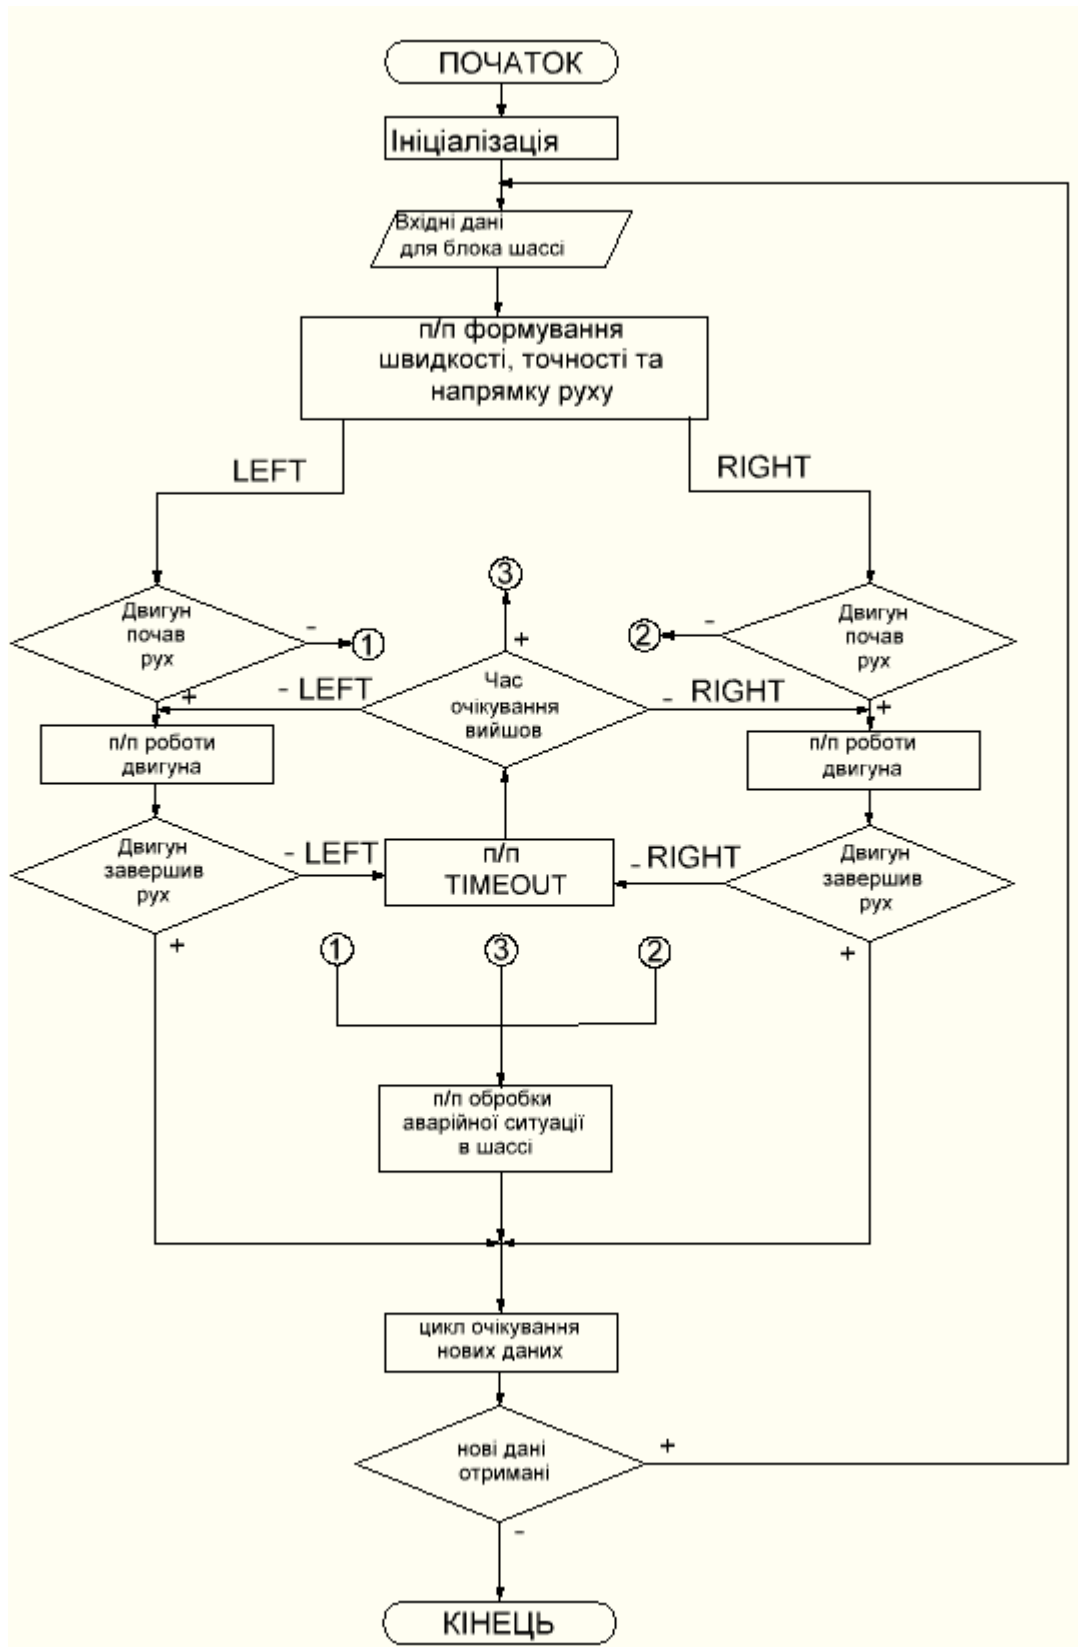 ПОЧАТОК
Ініціалізація
Вхідні дані
для блока шассі
п/п формування
швидкості, точності та
напрямку руху
LEFT
RIGHT
3
Двигун
почав
рух
-
1
+
2
-
Двигун
почав
рух
+
- LEFT
Час
очікування
вийшов
- RIGHT
+
п/п роботи
двигуна
п/п роботи
двигуна
Двигун
завершив
рух
- LEFT
п/п
TIMEOUT
- RIGHT
Двигун
завершив
рух
+
1
3
2
+
п/п обробки
аварійної ситуації
в шассі
цикл очікування
нових даних
нові дані
отримані
+
-
КІНЕЦЬ